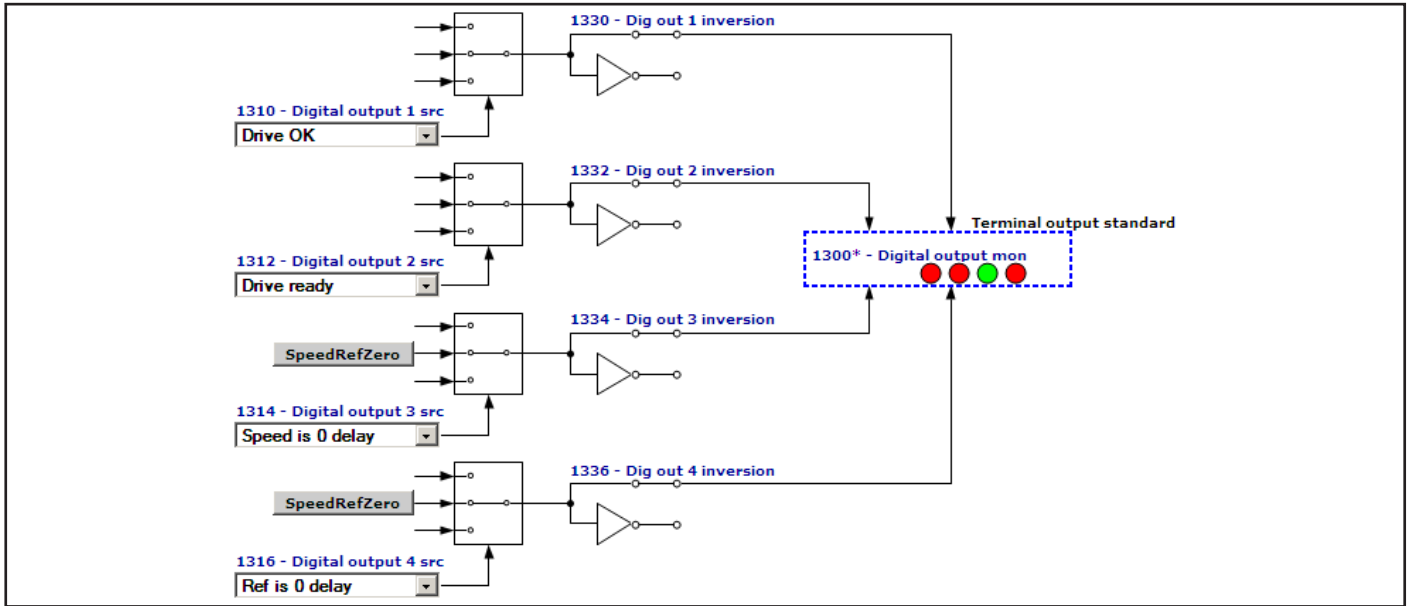 1330 - Dig out 1 inversion
1310 - Digital output 1 src
Drive OK
1332 - Dig out 2 inversion
Terminal output standard
1300* - Digital output mon
1312 - Digital output 2 src
Drive ready
1334 - Dig out 3 inversion
SpeedRefZero
1314 - Digital output 3 src
Speed is 0 delay
1336 - Dig out 4 inversion
SpeedRefZero
1316 - Digital output 4 src
Ref is 0 delay